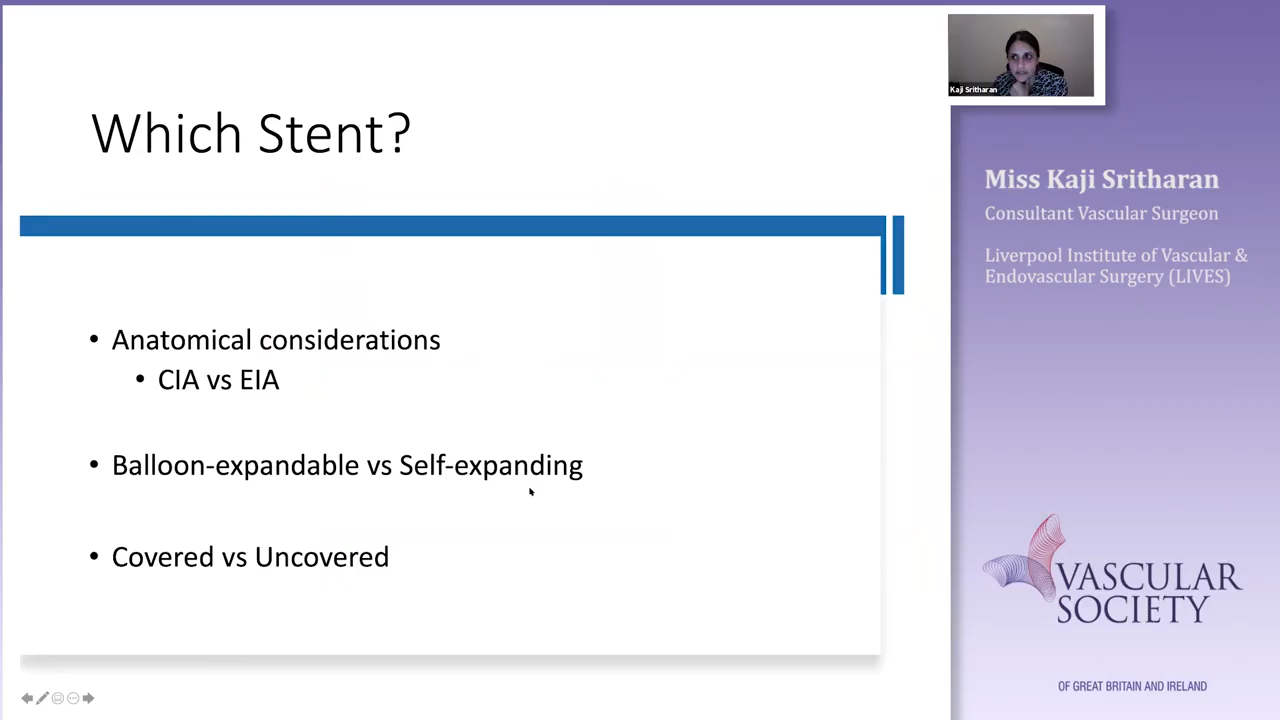 Which Stent?
• Anatomical considerations
• CIA vs EIA
• Balloon-expandable vs Self-expanding
• Covered vs Uncovered
Kaji Sritharan
Miss Kaji Sritharan
Consultant Vascular Surgeon
Liverpool Institute of Vascular &
Endovascular Surgery (LIVES)
VASCULAR
SOCIETY
OF GREAT BRITAIN AND IRELAND